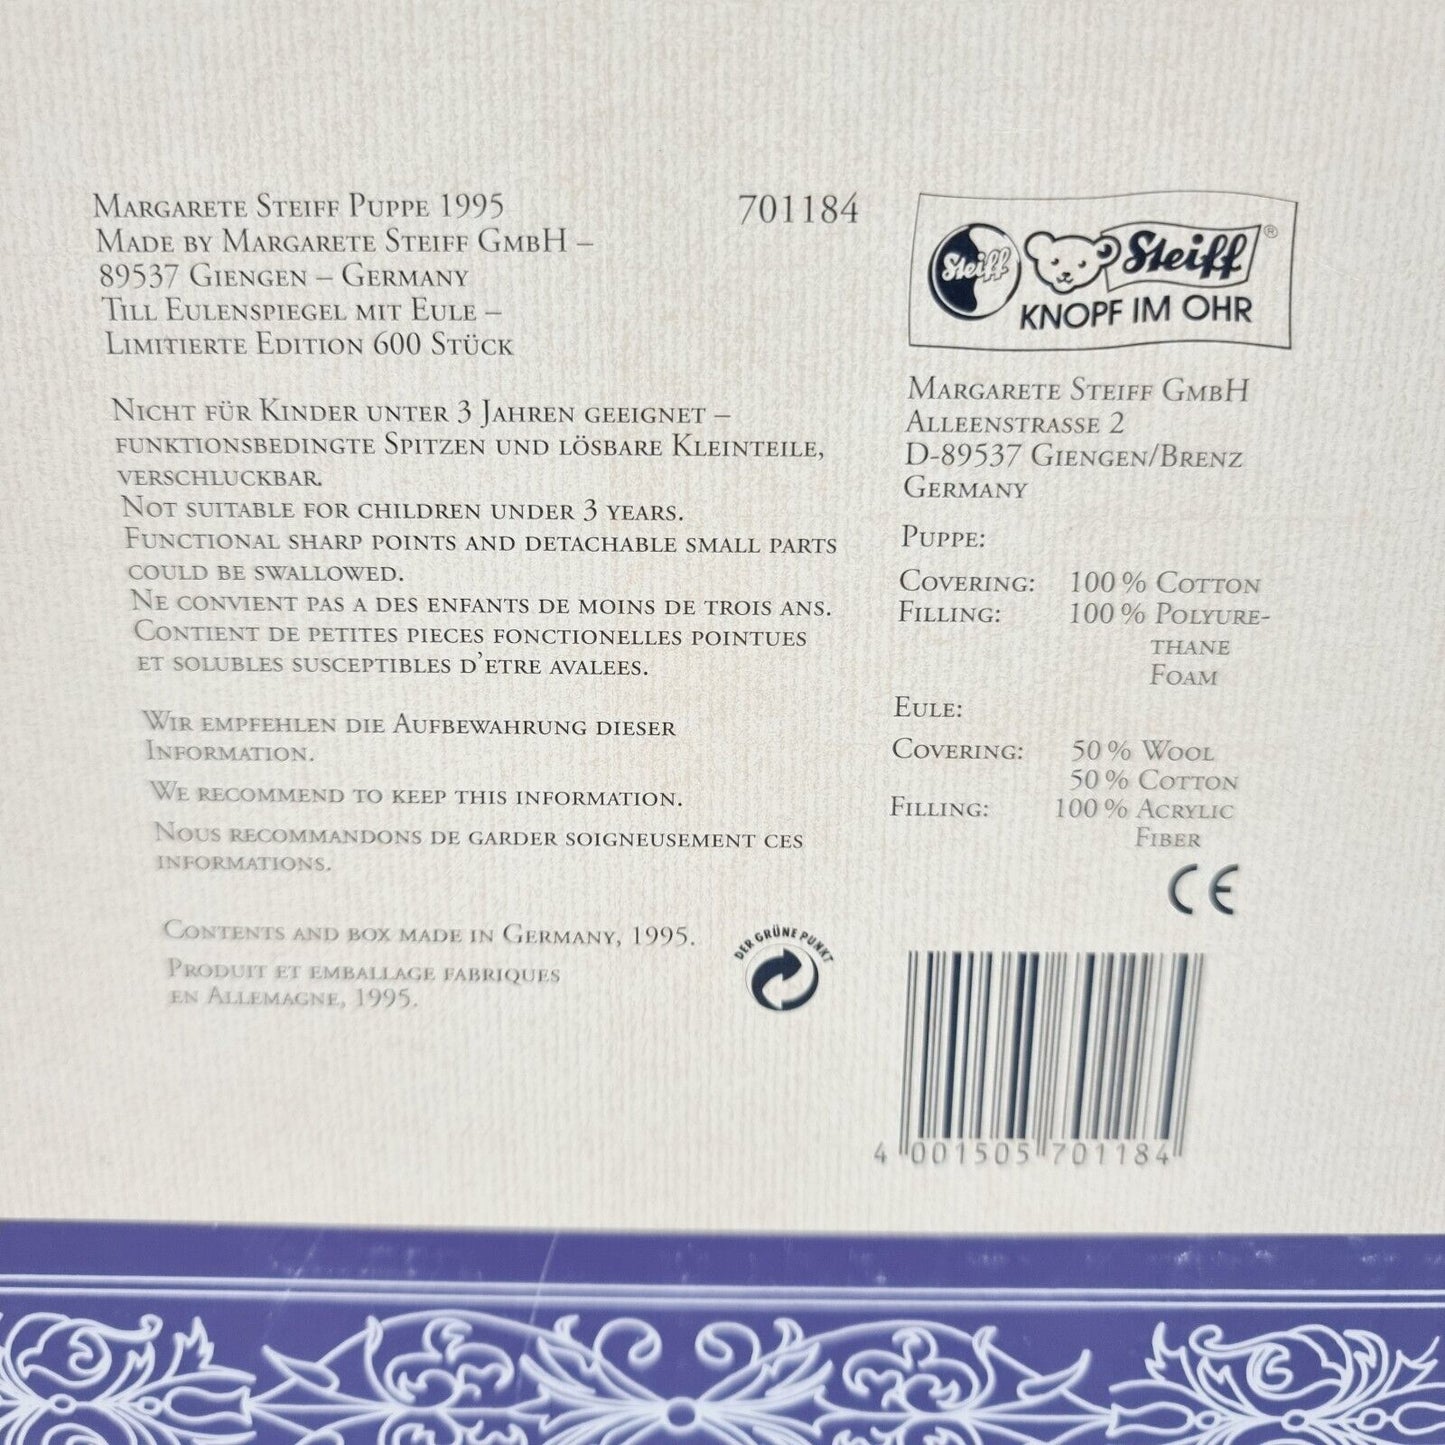 MARGARETE STEIFF PUPPE 1995
MADE BY MARGARETE STEIFF GMBH –
89537 GIENGEN – GERMANY
TILL EULENSPIEGEL MIT EULE –
LIMITIERTE EDITION 600 STÜCK
701184
NICHT FÜR KINDER UNTER 3 JAHREN GEEIGNET –
FUNKTIONSBEDINGTE SPITZEN UND LÖSBARE KLEINTEILE,
VERSCHLUCKBAR.
NOT SUITABLE FOR CHILDREN UNDER 3 YEARS.
FUNCTIONAL SHARP POINTS AND DETACHABLE SMALL PARTS
COULD BE SWALLOWED.
NE CONVIENT PAS A DES ENFANTS DE MOINS DE TROIS ANS.
CONTIENT DE PETITES PIECES FONCTIONELLES POINTUES
ET SOLUBLES SUSCEPTIBLES D'ETRE AVALEES.
WIR EMPFEHLEN DIE AUFBEWAHRUNG DIESER
INFORMATION.
WE RECOMMEND TO KEEP THIS INFORMATION.
NOUS RECOMMANDONS DE GARDER SOIGNEUSEMENT CES
INFORMATIONS.
CONTENTS AND BOX MADE IN GERMANY, 1995.
PRODUIT ET EMBALLAGE FABRIQUES
EN ALLEMAGNE, 1995.
DER GRÜNE PUNKT
Steiff
Steiff®
KNOPF IM OHR
MARGARETE STEIFF GMBH
ALLEENSTRASSE 2
D-89537 GIENGEN/BRENZ
GERMANY
PUPPE:
COVERING: 100 % COTTON
FILLING: 100 % POLYURE-
THANE
FOAM
EULE:
COVERING: 50 % WOOL
50 % COTTON
FILLING: 100 % ACRYLIC
FIBER
CE
4 001505 701184